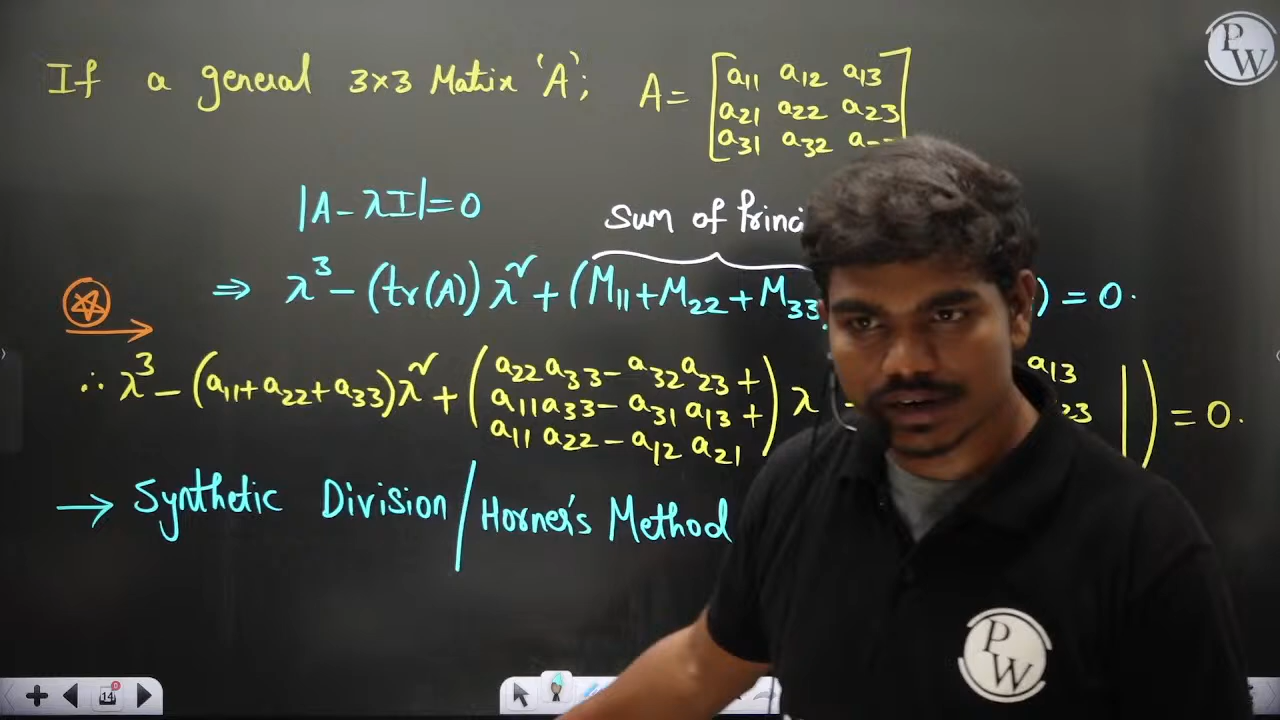 If a general 3×3 Matrix 'A'; A = [a11 a12 a13
a21 a22 a23
a31 a32 a
|A - λI| = 0
Sum of
⇒ λ³ - (tr(A)) λ² + (M11 + M22 + M33 ) = 0.
∴ λ³ - (a11 + a22 + a33) λ² + (a22 a33 - a32 a23 + a13
a11 a33 - a31 a13 + λ - 23 |) = 0.
a11 a22 - a12 a21)
→ Synthetic Division / Horner's Method
PW
PW
14